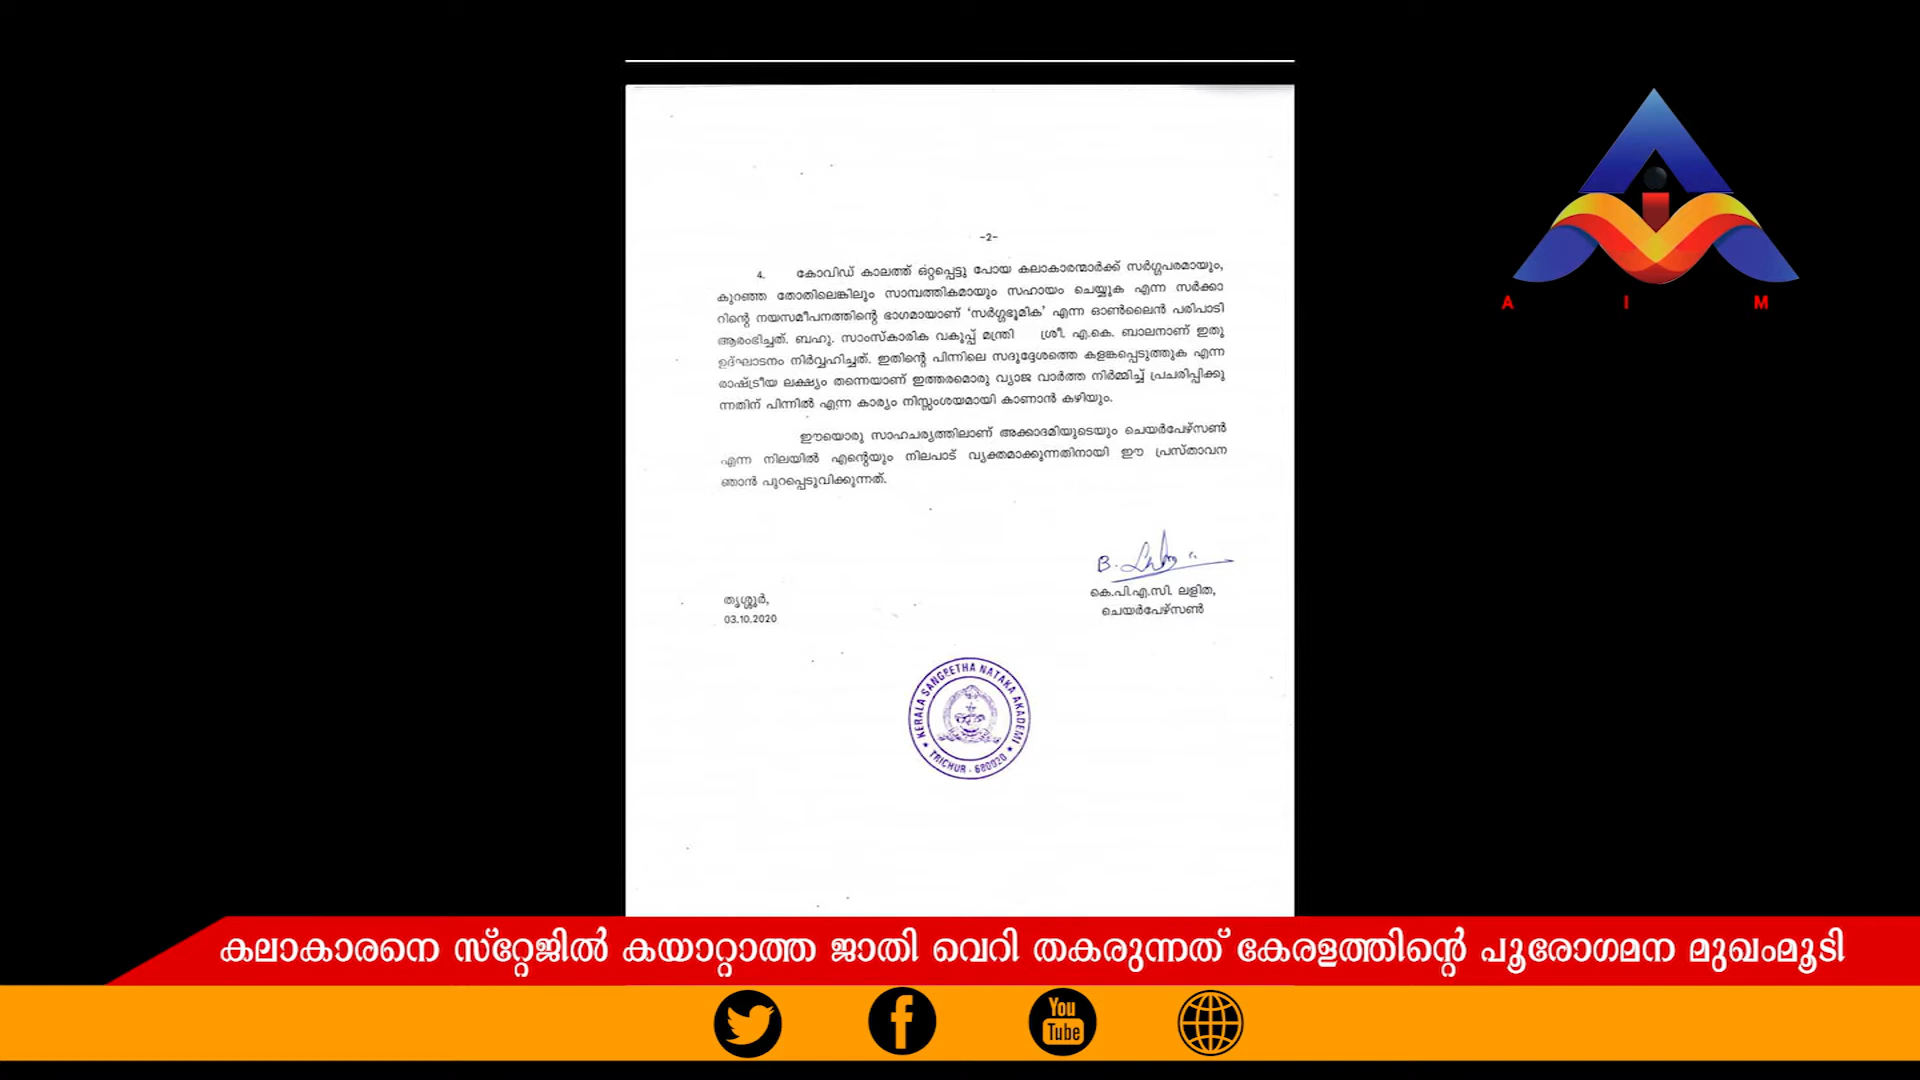 -2-
4. കോവിഡ് കാലത്ത് ഒറ്റപ്പെട്ടു പോയ കലാകാരന്മാർക്ക് സർഗ്ഗപരമായും,
കുറഞ്ഞ തോതിലെങ്കിലും സാമ്പത്തികമായും സഹായം ചെയ്യുക എന്ന സർക്കാ
റിന്റെ നയസമീപനത്തിന്റെ ഭാഗമായാണ് ‘സർഗ്ഗഭൂമിക’ എന്ന ഓൺലൈൻ പരിപാടി
ആരംഭിച്ചത്. ബഹു. സാംസ്കാരിക വകുപ്പ് മന്ത്രി ശ്രീ. എ.കെ. ബാലനാണ് ഇതു
ഉദ്ഘാടനം നിർവ്വഹിച്ചത്. ഇതിന്റെ പിന്നിലെ സദുദ്ദേശത്തെ കളങ്കപ്പെടുത്തുക എന്ന
രാഷ്ട്രീയ ലക്ഷ്യം തന്നെയാണ് ഇത്തരമൊരു വ്യാജ വാർത്ത നിർമ്മിച്ച് പ്രചരിപ്പിക്കു
ന്നതിന് പിന്നിൽ എന്ന കാര്യം നിസ്സംശയമായി കാണാൻ കഴിയും.
ഈയൊരു സാഹചര്യത്തിലാണ് അക്കാദമിയുടെയും ചെയർപേഴ്സൺ
എന്ന നിലയിൽ എന്റെയും നിലപാട് വ്യക്തമാക്കുന്നതിനായി ഈ പ്രസ്താവന
ഞാൻ പുറപ്പെടുവിക്കുന്നത്.
കെ.പി.എ.സി. ലളിത,
ചെയർപേഴ്സൺ
തൃശ്ശൂർ,
03.10.2020
KERALA SANGEETHA NATAKA AKADEMI
TRICHUR - 680020
A I M
കലാകാരനെ സ്റ്റേജിൽ കയാറ്റാത്ത ജാതി വെറി തകരുന്നത് കേരളത്തിന്റെ പൂരോഗമന മുഖംമൂടി
You
Tube